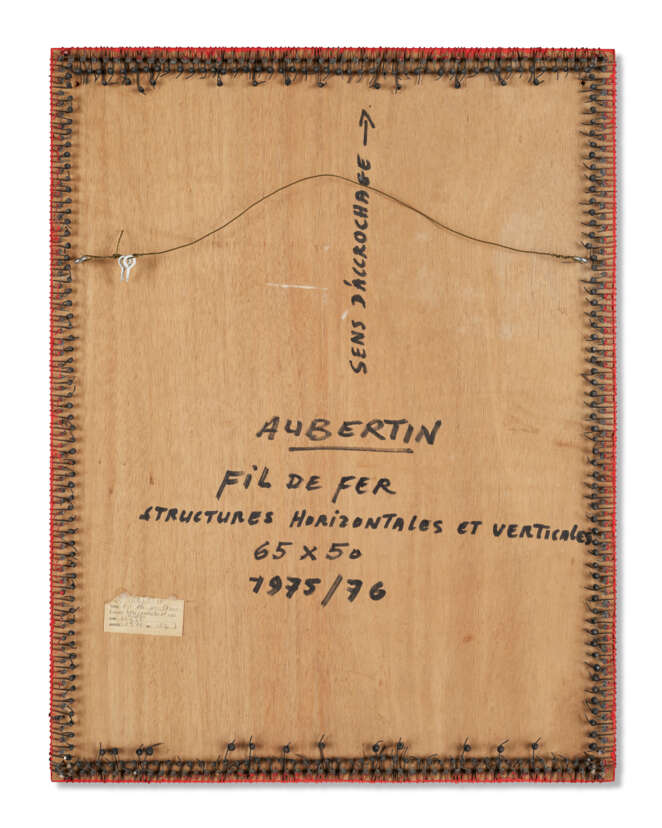 SENS D'ACCROCHAGE →
AUBERTIN
FiL DE FER
STRUCTURES HORIZONTALES ET VERTICALES
65 x 50
1975/76